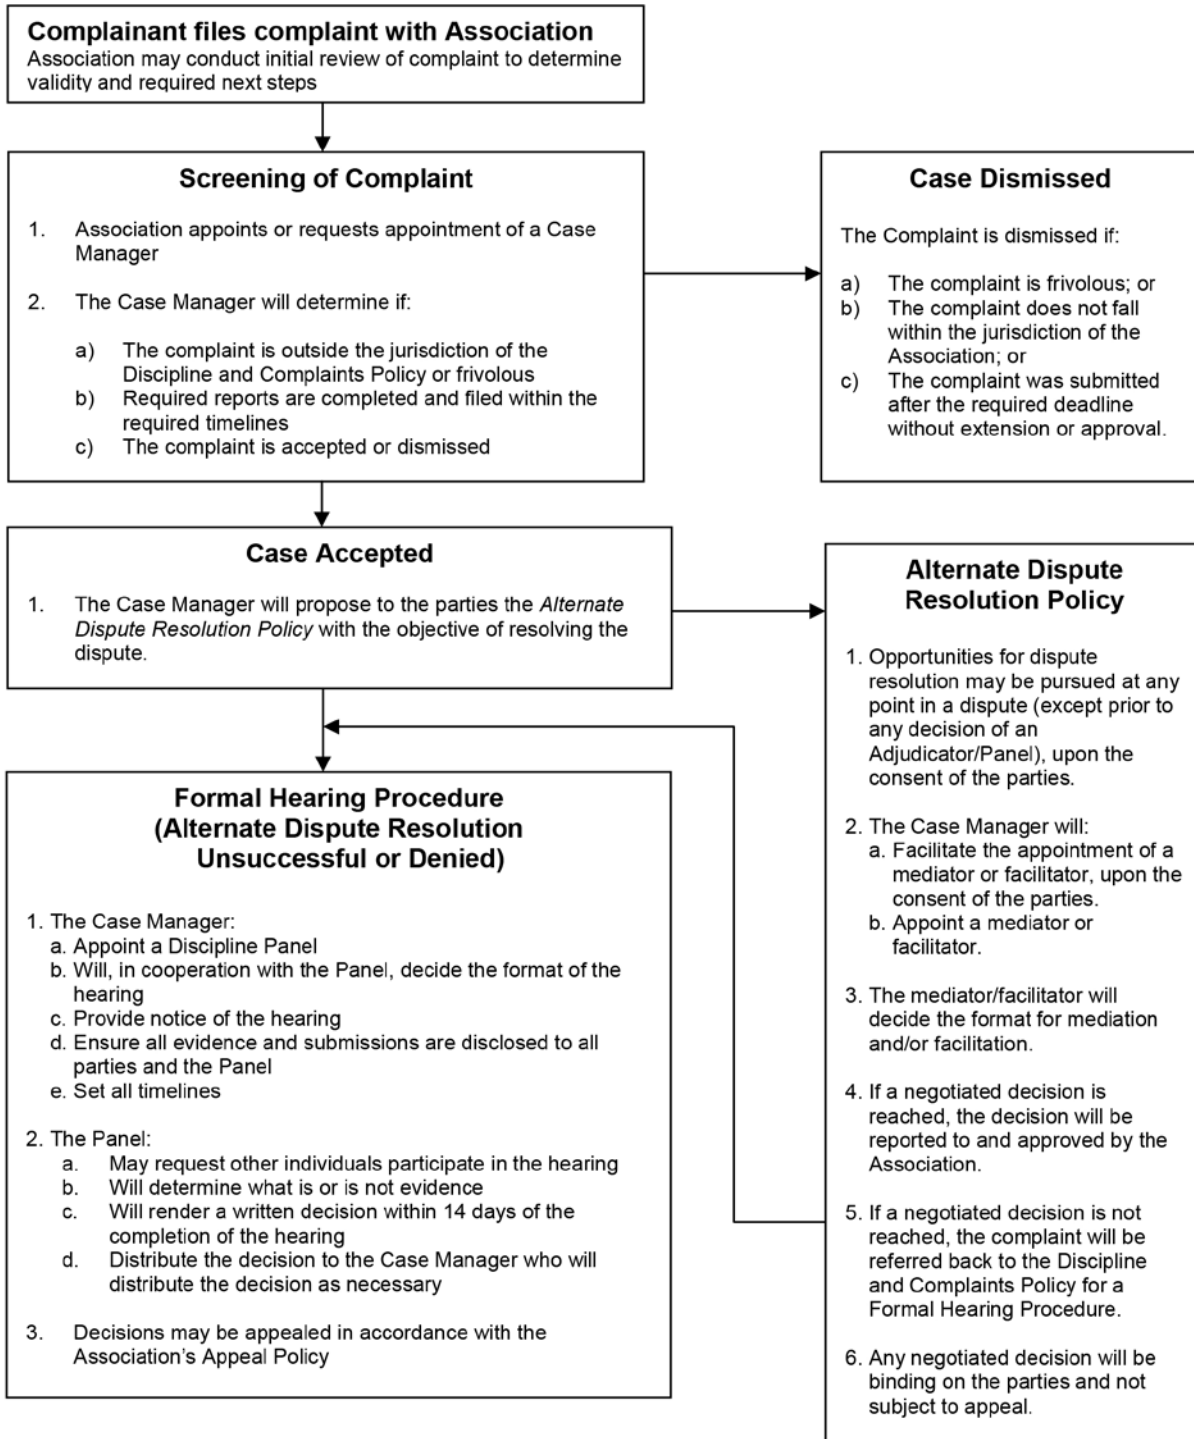 Complainant files complaint with Association
Association may conduct initial review of complaint to determine
validity and required next steps
Screening of Complaint
1. Association appoints or requests appointment of a Case
Manager
2. The Case Manager will determine if:
a) The complaint is outside the jurisdiction of the
Discipline and Complaints Policy or frivolous
b) Required reports are completed and filed within the
required timelines
c) The complaint is accepted or dismissed
Case Dismissed
The Complaint is dismissed if:
a) The complaint is frivolous; or
b) The complaint does not fall
within the jurisdiction of the
Association; or
c) The complaint was submitted
after the required deadline
without extension or approval.
Case Accepted
1. The Case Manager will propose to the parties the Alternate
Dispute Resolution Policy with the objective of resolving the
dispute.
Alternate Dispute
Resolution Policy
1. Opportunities for dispute
resolution may be pursued at any
point in a dispute (except prior to
any decision of an
Adjudicator/Panel), upon the
consent of the parties.
2. The Case Manager will:
a. Facilitate the appointment of a
mediator or facilitator, upon the
consent of the parties.
b. Appoint a mediator or
facilitator.
3. The mediator/facilitator will
decide the format for mediation
and/or facilitation.
4. If a negotiated decision is
reached, the decision will be
reported to and approved by the
Association.
5. If a negotiated decision is not
reached, the complaint will be
referred back to the Discipline
and Complaints Policy for a
Formal Hearing Procedure.
6. Any negotiated decision will be
binding on the parties and not
subject to appeal.
Formal Hearing Procedure
(Alternate Dispute Resolution
Unsuccessful or Denied)
1. The Case Manager:
a. Appoint a Discipline Panel
b. Will, in cooperation with the Panel, decide the format of the
hearing
c. Provide notice of the hearing
d. Ensure all evidence and submissions are disclosed to all
parties and the Panel
e. Set all timelines
2. The Panel:
a. May request other individuals participate in the hearing
b. Will determine what is or is not evidence
c. Will render a written decision within 14 days of the
completion of the hearing
d. Distribute the decision to the Case Manager who will
distribute the decision as necessary
3. Decisions may be appealed in accordance with the
Association’s Appeal Policy